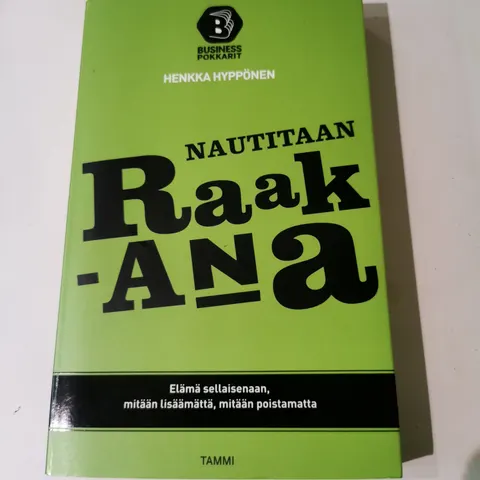 BUSINESS
POKKARIT
HENKKA HYPPÖNEN
NAUTITAAN
Raak
-ANa
Elämä sellaisenaan,
mitään lisäämättä, mitään poistamatta
TAMMI